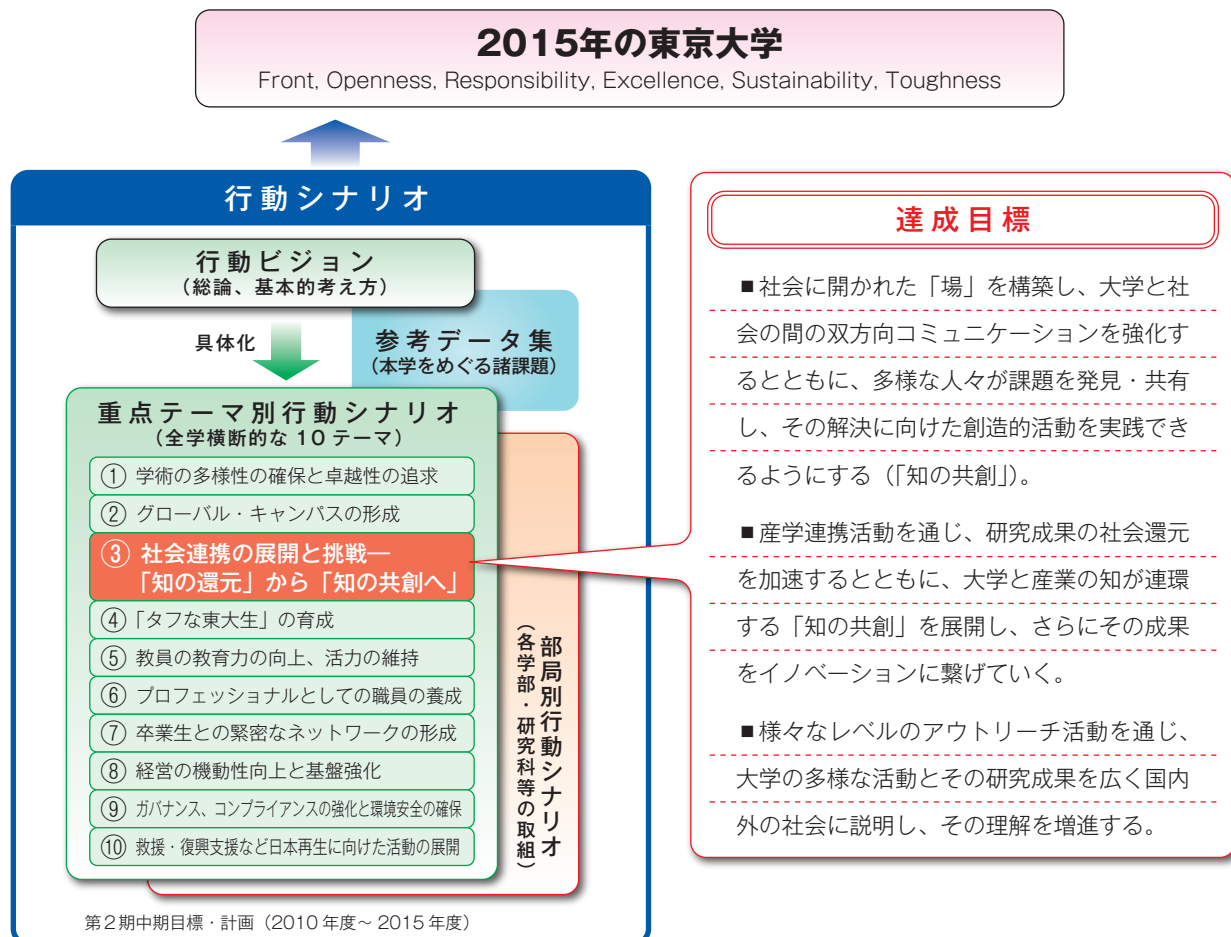 2015年の東京大学
Front, Openness, Responsibility, Excellence, Sustainability, Toughness
行動シナリオ
行動ビジョン
（総論、基本的考え方）
具体化
参考データ集
（本学をめぐる諸課題）
重点テーマ別行動シナリオ
（全学横断的な 10 テーマ）
① 学術の多様性の確保と卓越性の追求
② グローバル・キャンパスの形成
③ 社会連携の展開と挑戦―
「知の還元」から「知の共創へ」
④ 「タフな東大生」の育成
⑤ 教員の教育力の向上、活力の維持
⑥ プロフェッショナルとしての職員の養成
⑦ 卒業生との緊密なネットワークの形成
⑧ 経営の機動性向上と基盤強化
⑨ ガバナンス、コンプライアンスの強化と環境安全の確保
⑩ 救援・復興支援など日本再生に向けた活動の展開
部局別行動シナリオ
（各学部・研究科等の取組）
第２期中期目標・計画（2010 年度～ 2015 年度）
達成目標
■社会に開かれた「場」を構築し、大学と社
会の間の双方向コミュニケーションを強化す
るとともに、多様な人々が課題を発見・共有
し、その解決に向けた創造的活動を実践でき
るようにする（「知の共創」）。
■産学連携活動を通じ、研究成果の社会還元
を加速するとともに、大学と産業の知が連環
する「知の共創」を展開し、さらにその成果
をイノベーションに繋げていく。
■様々なレベルのアウトリーチ活動を通じ、
大学の多様な活動とその研究成果を広く国内
外の社会に説明し、その理解を増進する。